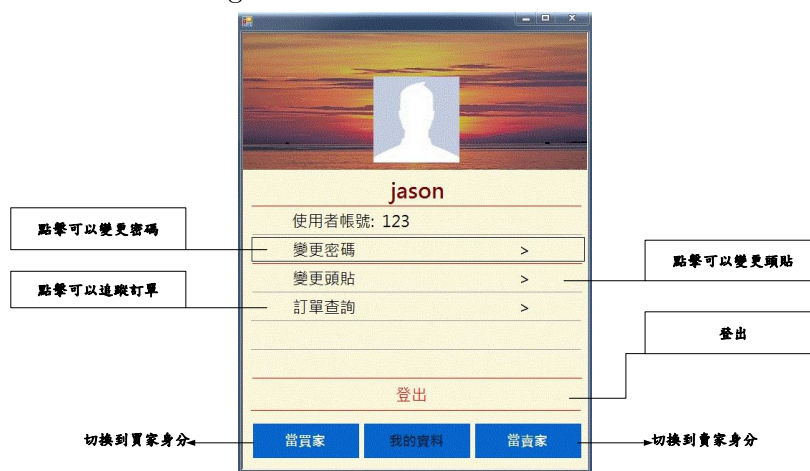 jason
使用者帳號: 123
點擊可以變更密碼
變更密碼 >
點擊可以變更頭貼
變更頭貼 >
點擊可以追蹤訂單
訂單查詢 >
登出
登出
切換到買家身分
當買家
我的資料
當賣家
切換到賣家身分